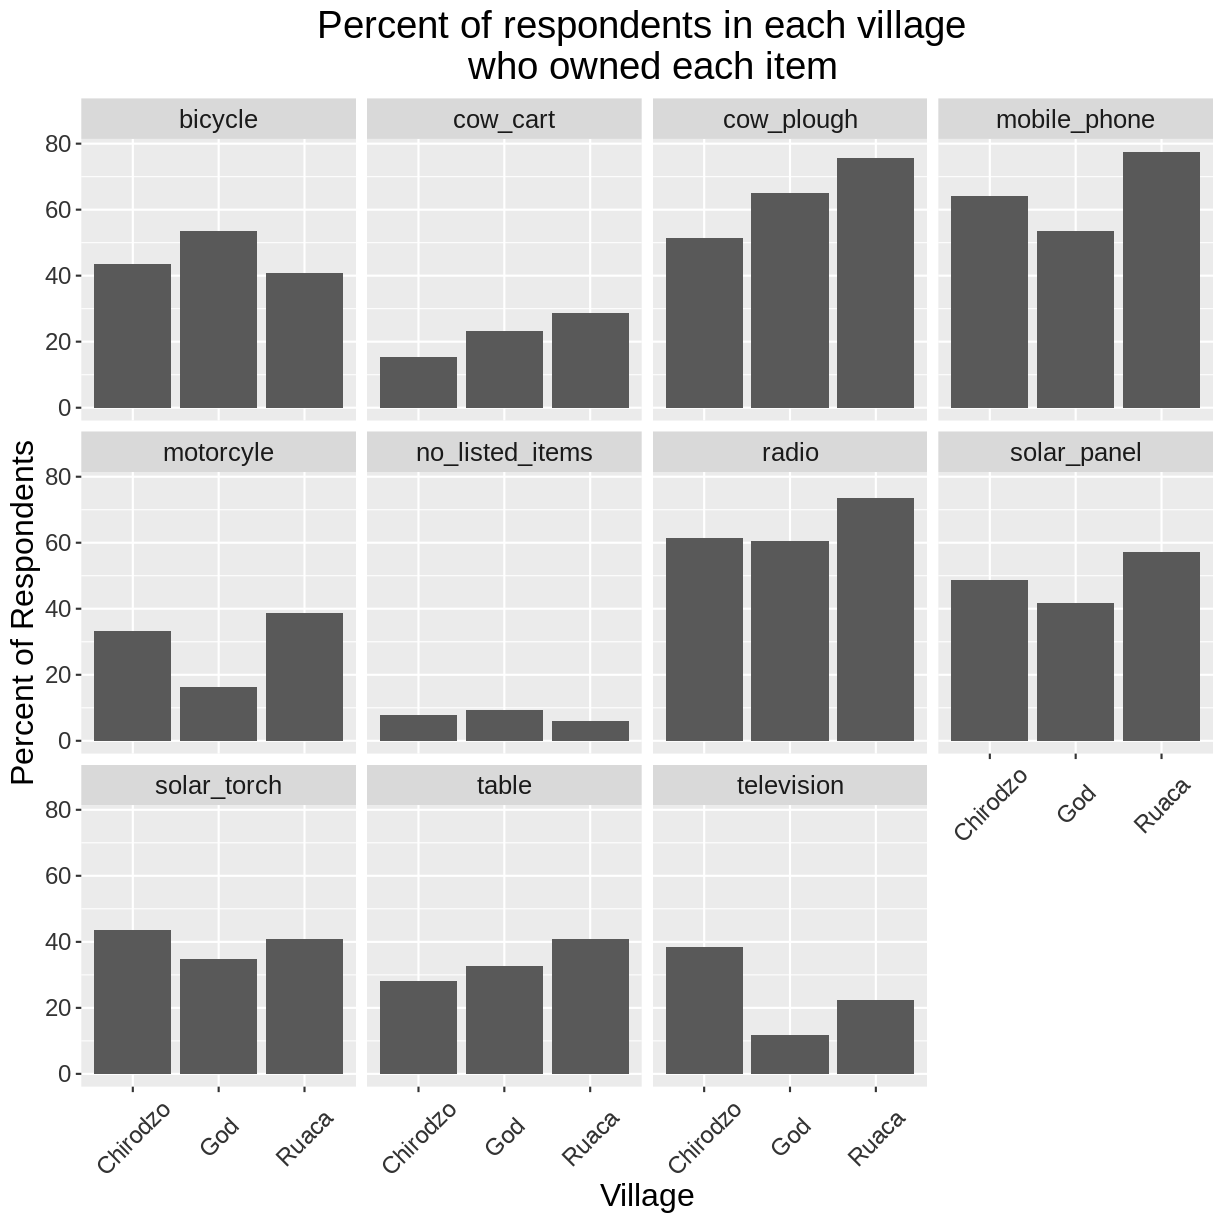 Percent of respondents in each village
who owned each item
bicycle
cow_cart
cow_plough
mobile_phone
80
60
40
20
0
motorcyle
no_listed_items
radio
solar_panel
80
60
40
20
0
Chirodzo
God
Ruaca
solar_torch
table
television
80
60
40
20
0
Chirodzo
God
Ruaca
Chirodzo
God
Ruaca
Chirodzo
God
Ruaca
Percent of Respondents
Village